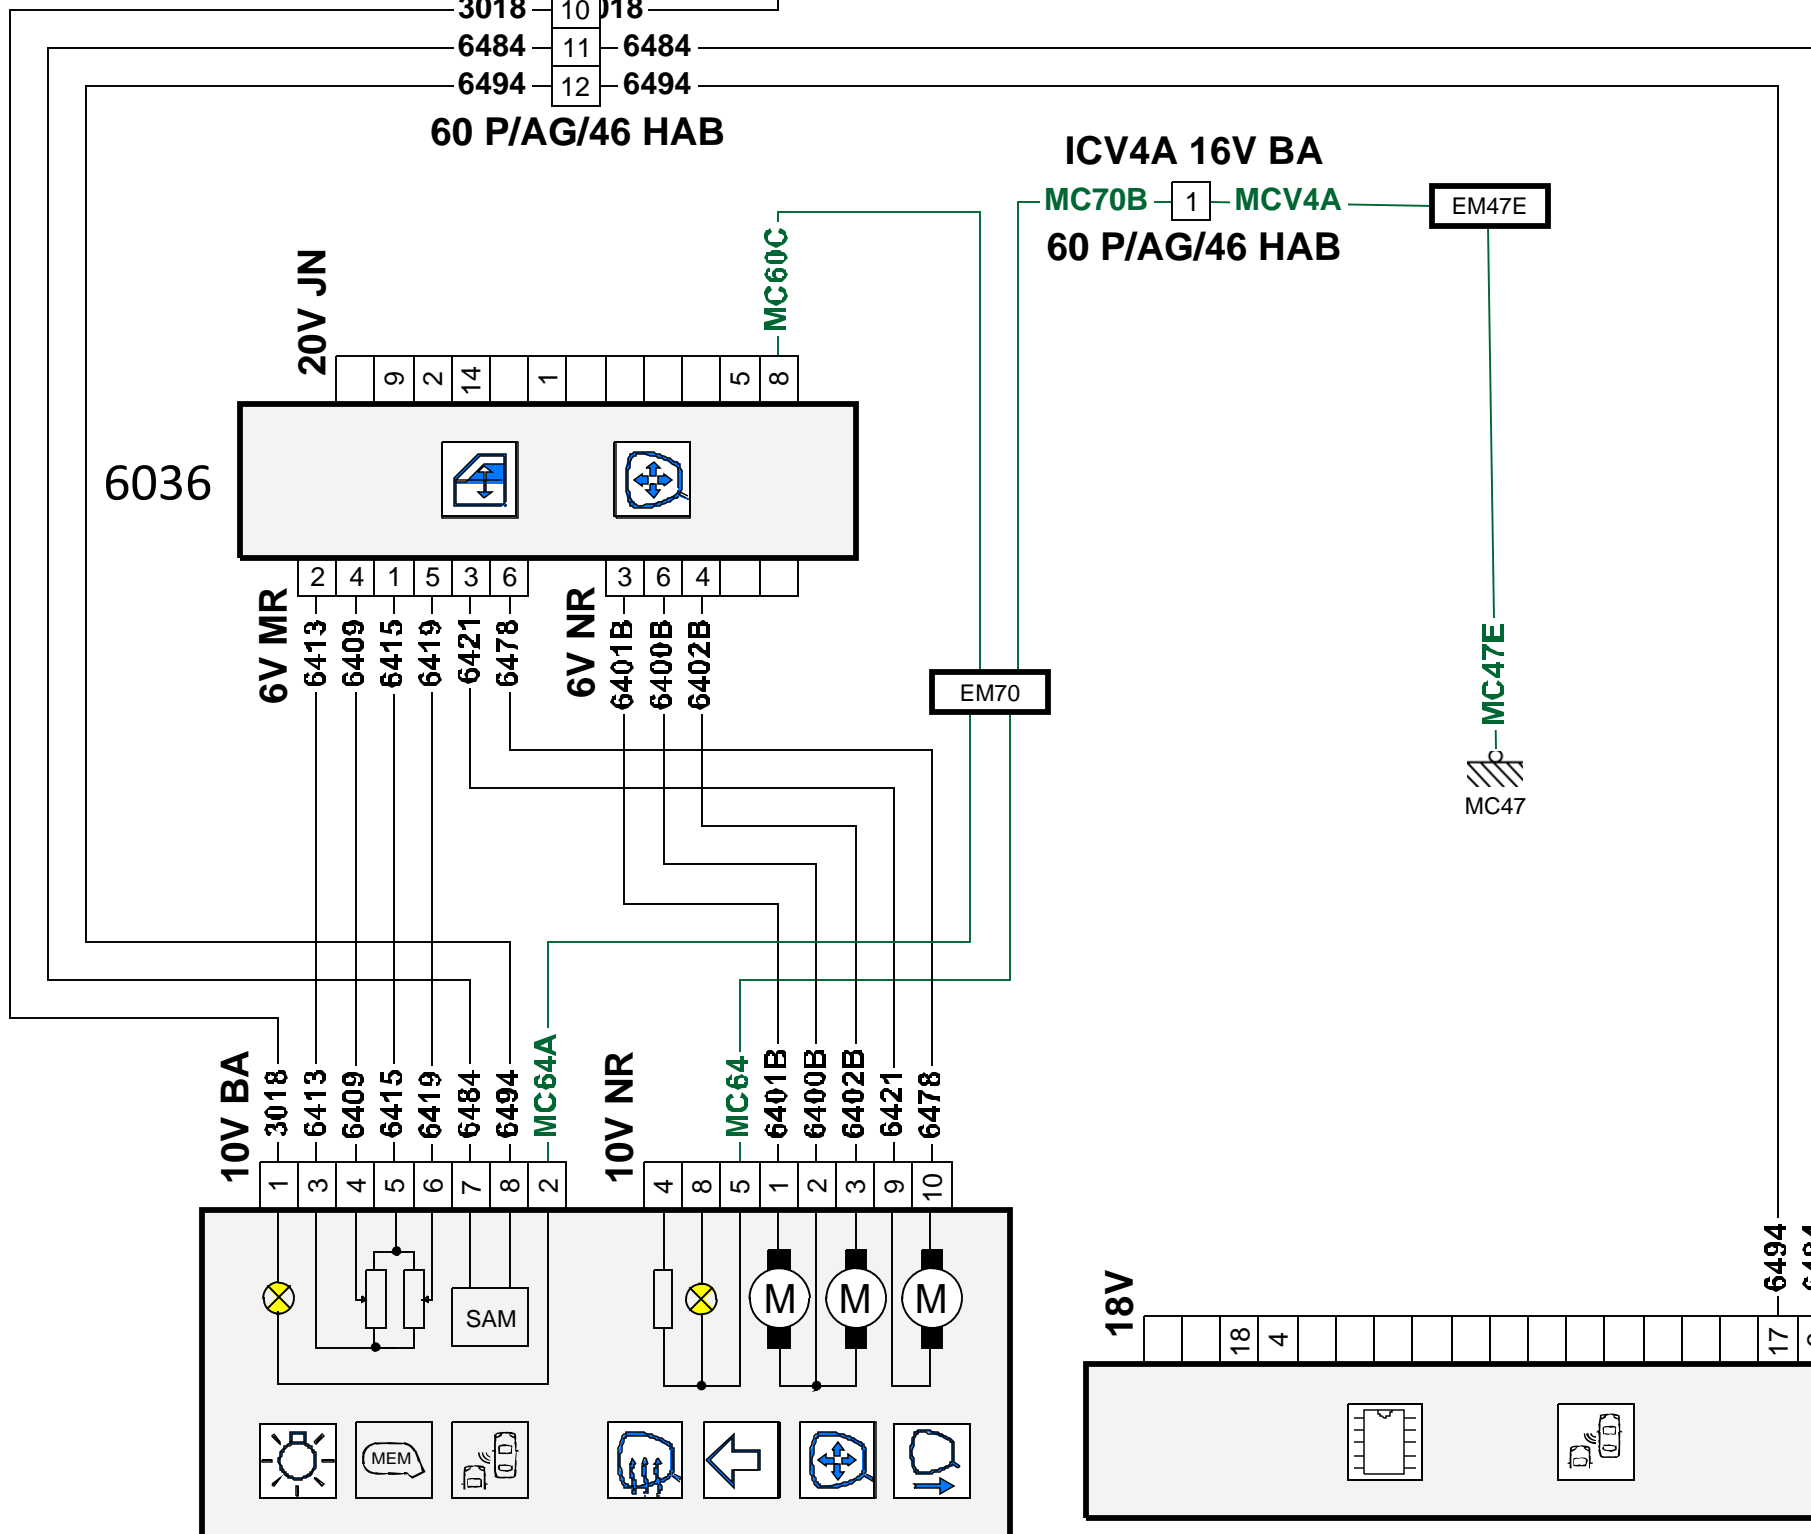 3018 10 018
6484 11 6484
6494 12 6494
60 P/AG/46 HAB
ICV4A 16V BA
MC70B 1 MCV4A EM47E
60 P/AG/46 HAB
20V JN
MC60C
9 2 14 1 5 8
6036
2 4 1 5 3 6 3 6 4
6V MR
6413 6409 6415 6419 6421 6478
6V NR
6401B 6400B 6402B
EM70
MC47E
MC47
10V BA
3018 6413 6409 6415 6419 6484 6494 MC64A
10V NR
MC64 6401B 6400B 6402B 6421 6478
1 3 4 5 6 7 8 2 4 8 5 1 2 3 9 10
SAM M M M
MEM
6494
18V
18 4 17